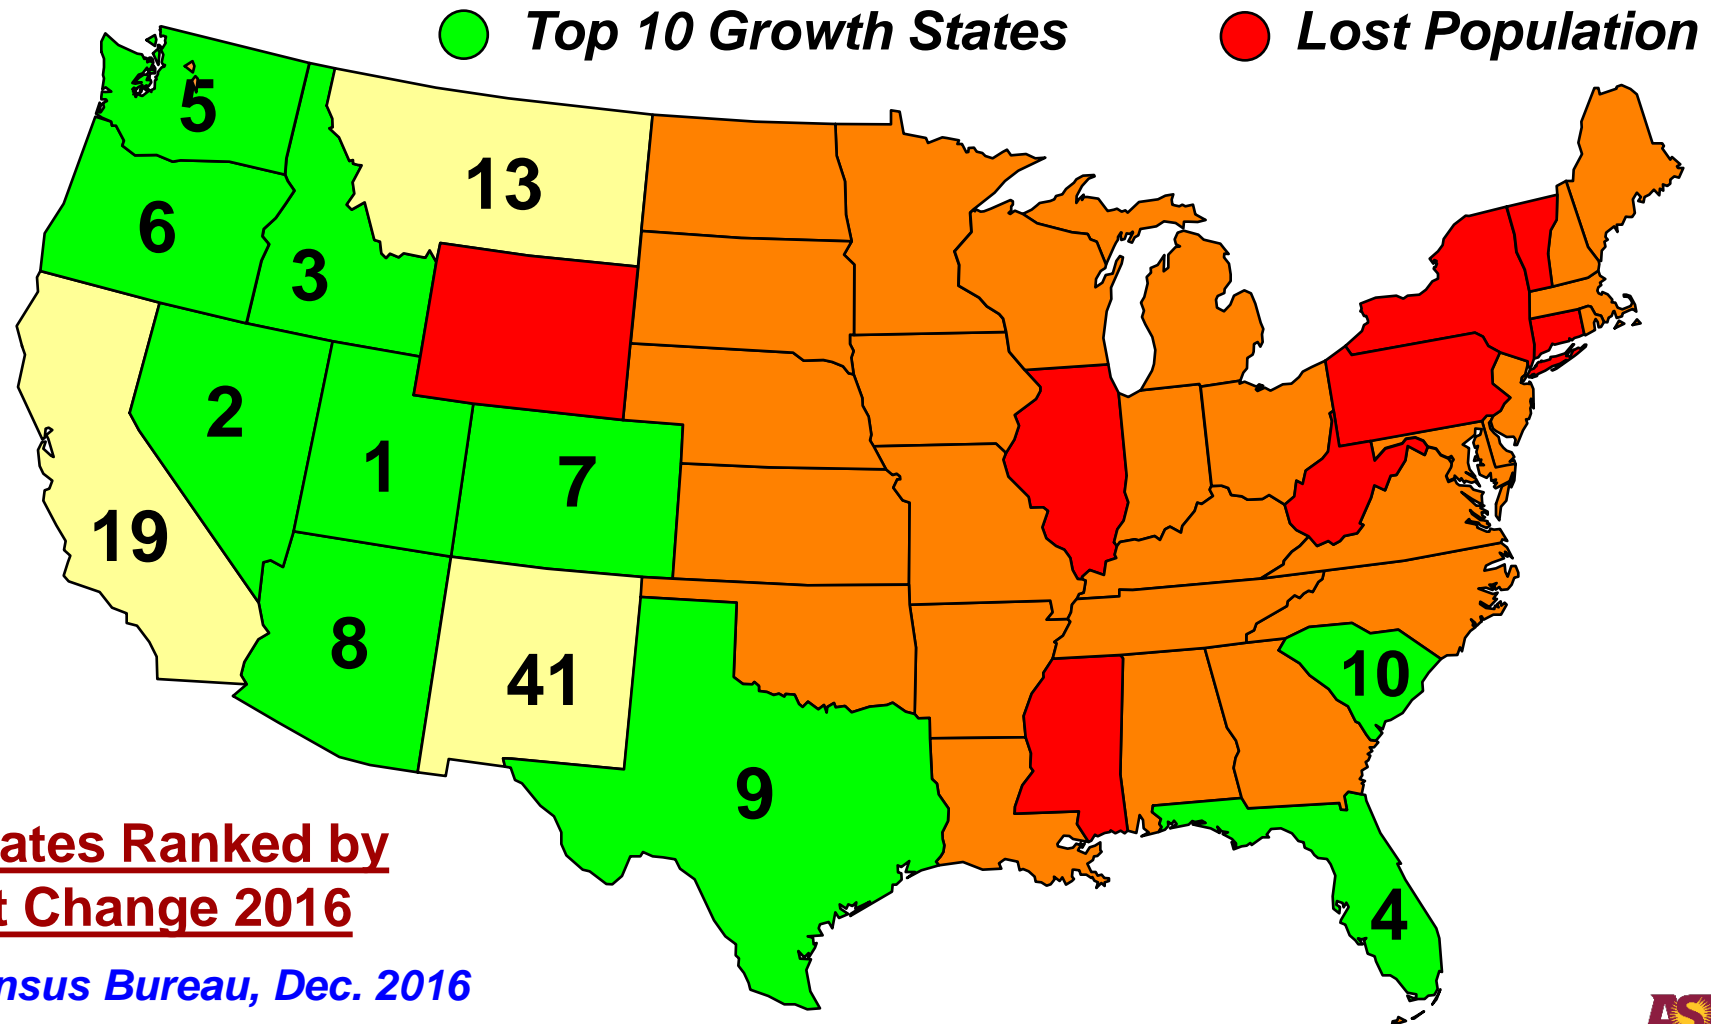 Top 10 Growth States
Lost Population
5
13
6
3
2
1
7
19
8
41
10
9
4
ates Ranked by
t Change 2016
nsus Bureau, Dec. 2016
AS